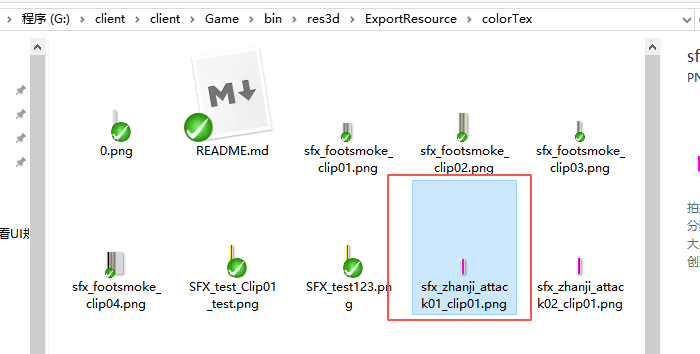 程序 (G:) > client > client > Game > bin > res3d > ExportResource > colorTex
sf
PN
M
0.png
README.md
sfx_footsmoke_
clip01.png
sfx_footsmoke_
clip02.png
sfx_footsmoke_
clip03.png
看UI规
拍
分
大
创
sfx_footsmoke_
clip04.png
SFX_test_Clip01
_test.png
SFX_test123.pn
g
sfx_zhanji_attac
k01_clip01.png
sfx_zhanji_attac
k02_clip01.png